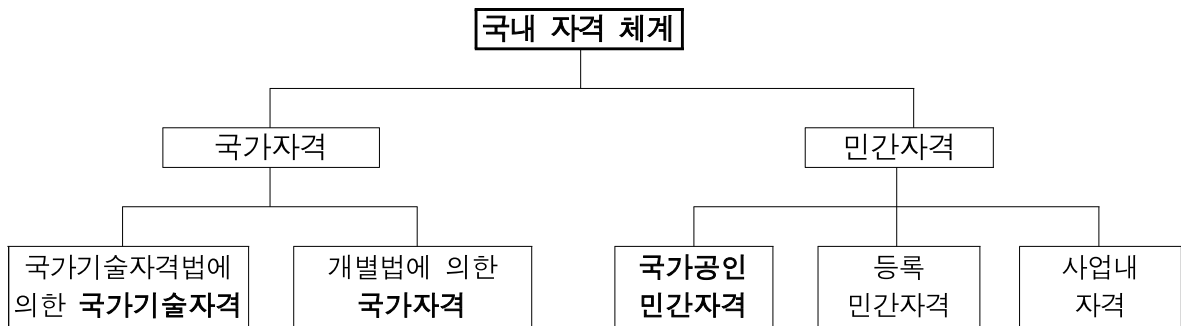 국내 자격 체계
국가자격
민간자격
국가기술자격법에
의한 국가기술자격
개별법에 의한
국가자격
국가공인
민간자격
등록
민간자격
사업내
자격